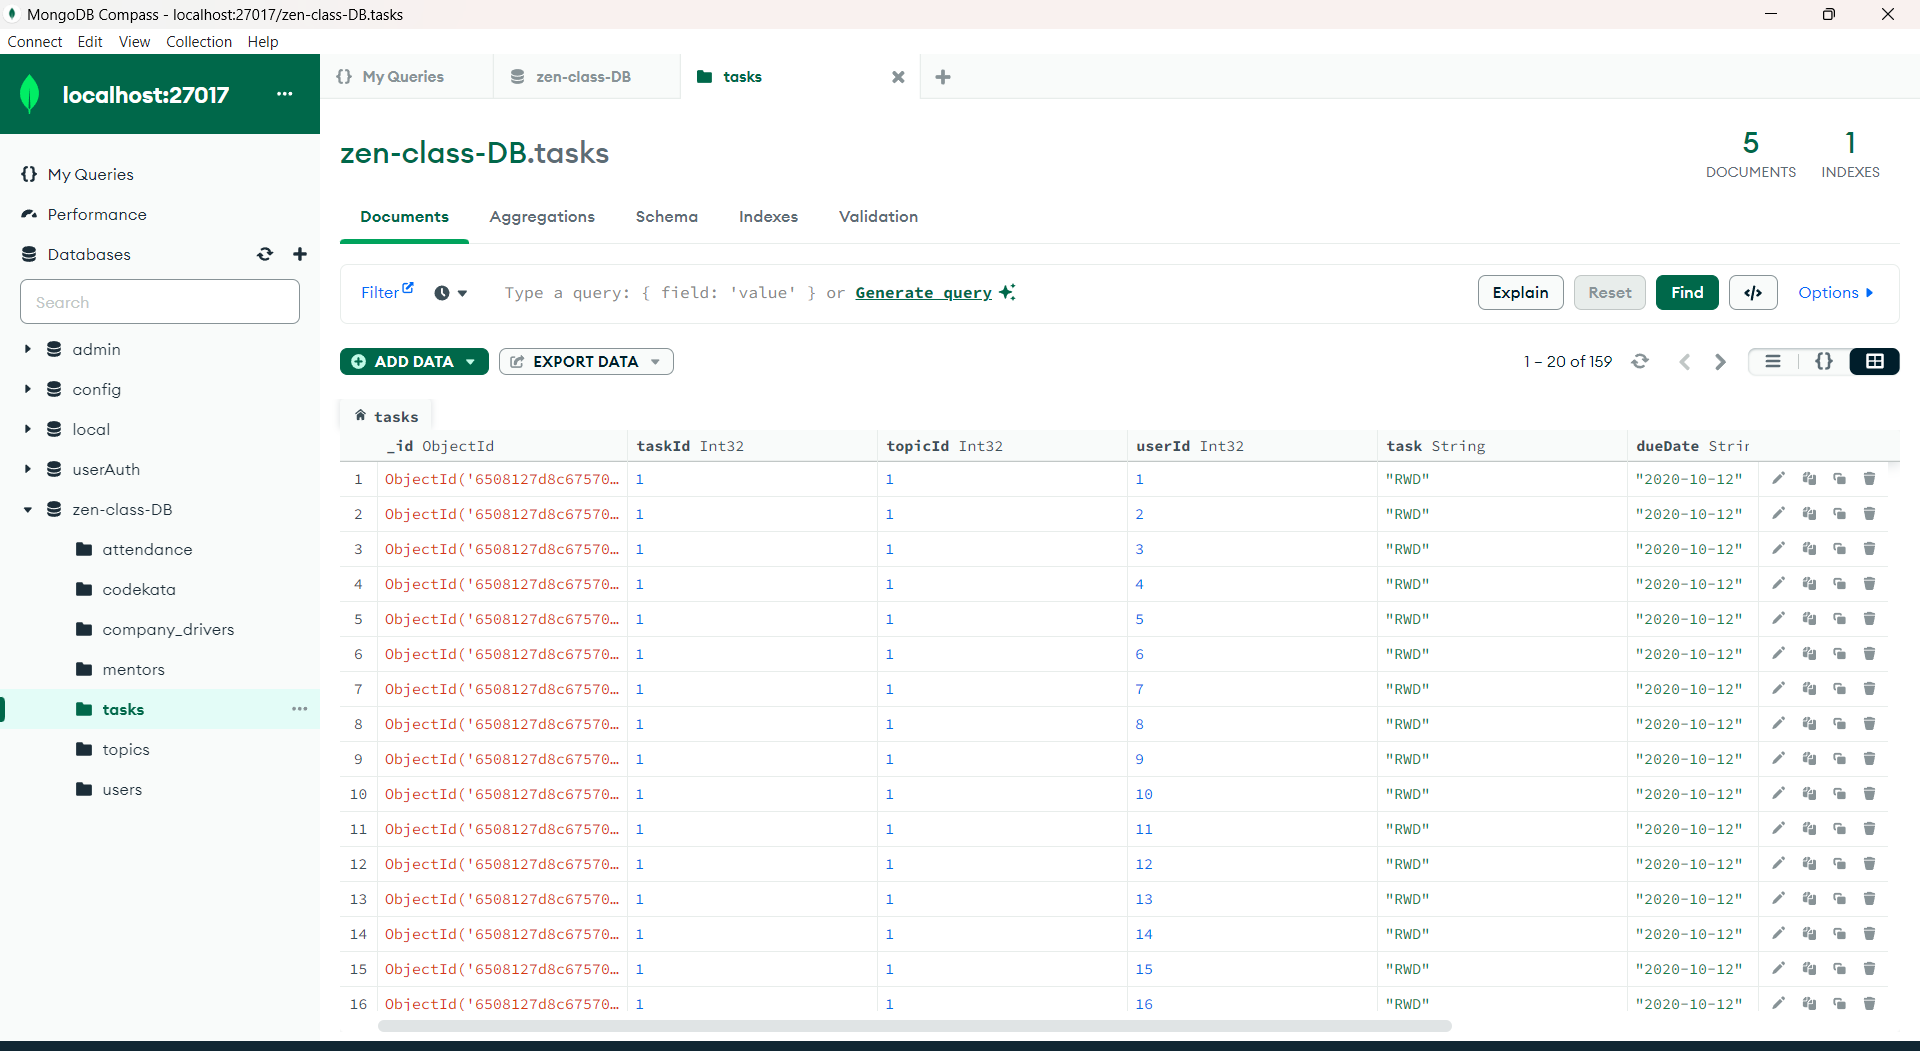 MongoDB Compass - localhost:27017/zen-class-DB.tasks
Connect Edit View Collection Help
localhost:27017 ...
My Queries
Performance
Databases
Search
admin
config
local
userAuth
zen-class-DB
attendance
codekata
company_drivers
mentors
tasks
topics
users
My Queries zen-class-DB tasks
zen-class-DB.tasks
5 DOCUMENTS 1 INDEXES
Documents Aggregations Schema Indexes Validation
Filter Type a query: { field: 'value' } or Generate query Explain Reset Find </> Options
ADD DATA EXPORT DATA 1 – 20 of 159 {}
tasks
_id ObjectId taskId Int32 topicId Int32 userId Int32 task String dueDate Strin
1 ObjectId('6508127d8c67570… 1 1 1 "RWD" "2020-10-12"
2 ObjectId('6508127d8c67570… 1 1 2 "RWD" "2020-10-12"
3 ObjectId('6508127d8c67570… 1 1 3 "RWD" "2020-10-12"
4 ObjectId('6508127d8c67570… 1 1 4 "RWD" "2020-10-12"
5 ObjectId('6508127d8c67570… 1 1 5 "RWD" "2020-10-12"
6 ObjectId('6508127d8c67570… 1 1 6 "RWD" "2020-10-12"
7 ObjectId('6508127d8c67570… 1 1 7 "RWD" "2020-10-12"
8 ObjectId('6508127d8c67570… 1 1 8 "RWD" "2020-10-12"
9 ObjectId('6508127d8c67570… 1 1 9 "RWD" "2020-10-12"
10 ObjectId('6508127d8c67570… 1 1 10 "RWD" "2020-10-12"
11 ObjectId('6508127d8c67570… 1 1 11 "RWD" "2020-10-12"
12 ObjectId('6508127d8c67570… 1 1 12 "RWD" "2020-10-12"
13 ObjectId('6508127d8c67570… 1 1 13 "RWD" "2020-10-12"
14 ObjectId('6508127d8c67570… 1 1 14 "RWD" "2020-10-12"
15 ObjectId('6508127d8c67570… 1 1 15 "RWD" "2020-10-12"
16 ObjectId('6508127d8c67570… 1 1 16 "RWD" "2020-10-12"